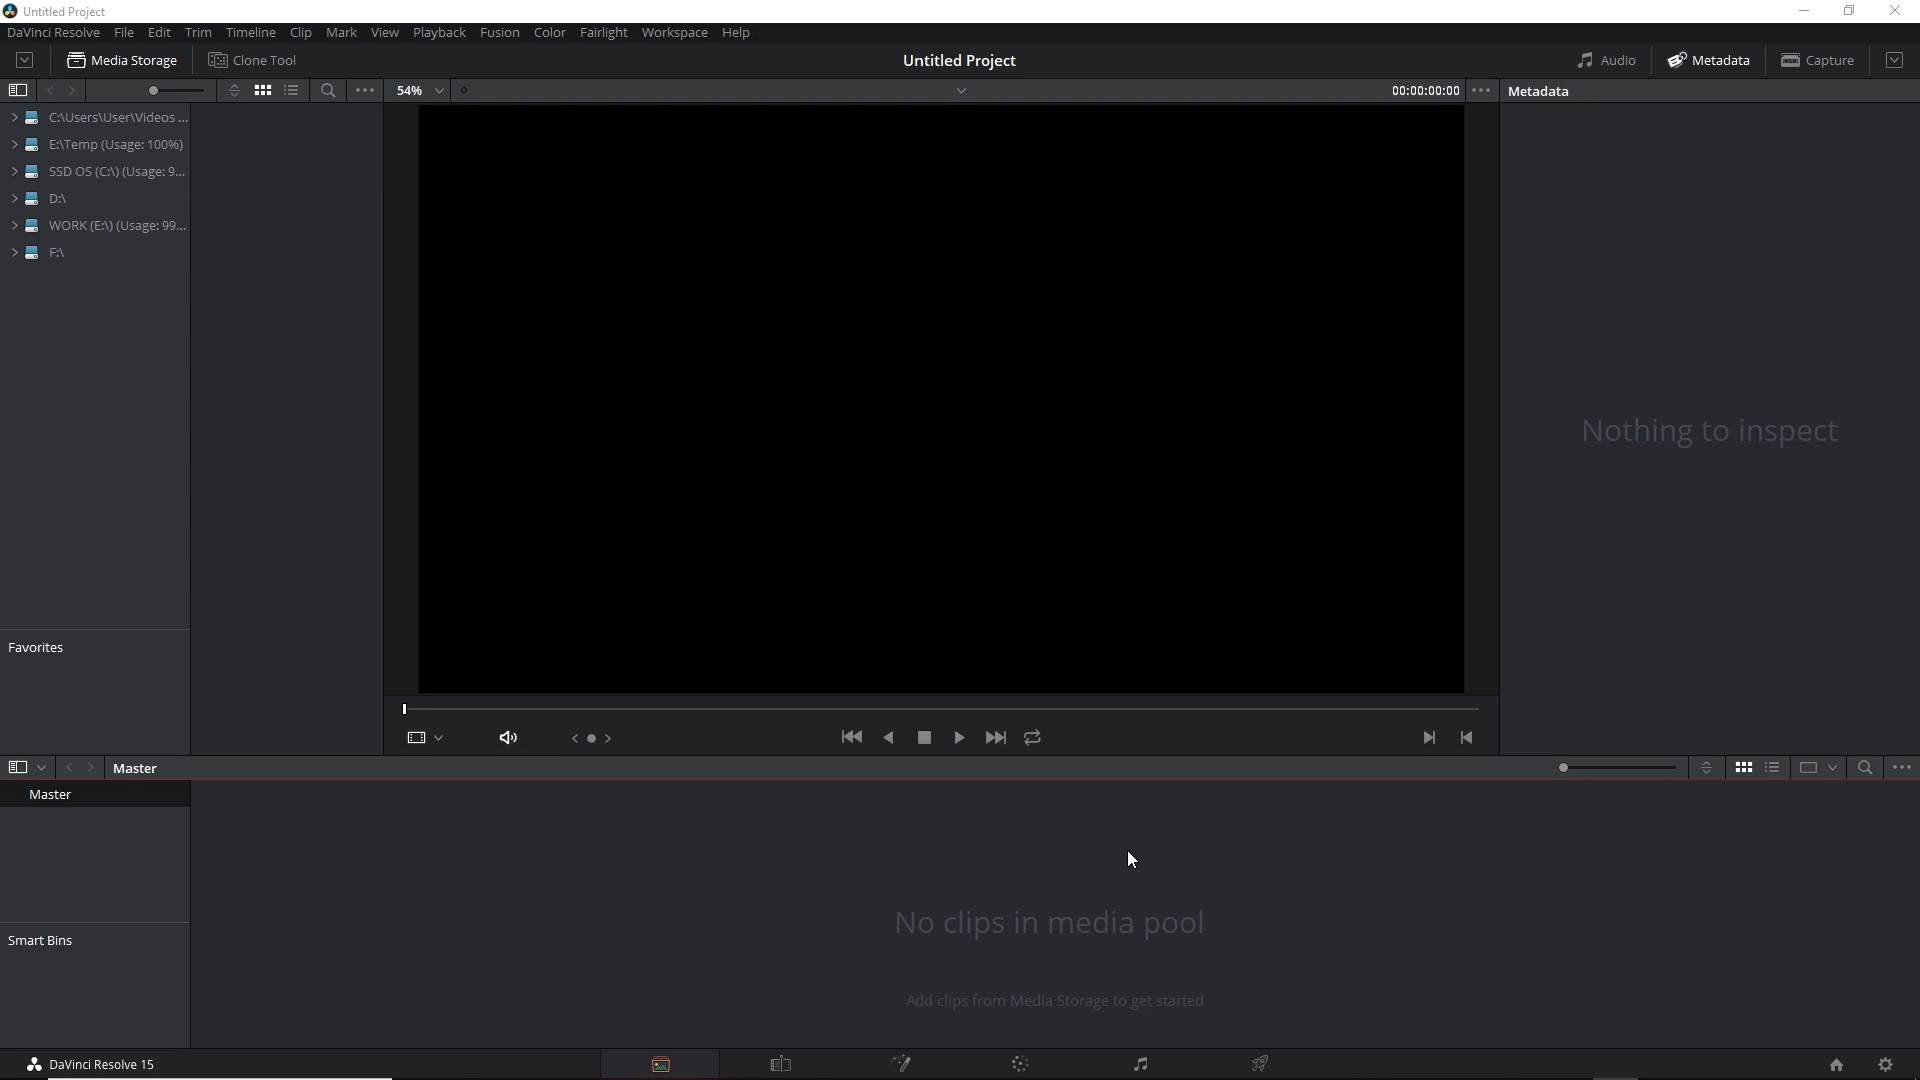 Untitled Project
DaVinci Resolve File Edit Trim Timeline Clip Mark View Playback Fusion Color Fairlight Workspace Help
Media Storage Clone Tool Untitled Project Audio Metadata Capture
54% 00:00:00:00 Metadata
C:\Users\User\Videos ...
E:\Temp (Usage: 100%)
SSD OS (C:\) (Usage: 9...
D:\
WORK (E:\) (Usage: 99...
F:\
Nothing to inspect
Favorites
Master
Master
No clips in media pool
Smart Bins
Add clips from Media Storage to get started
DaVinci Resolve 15